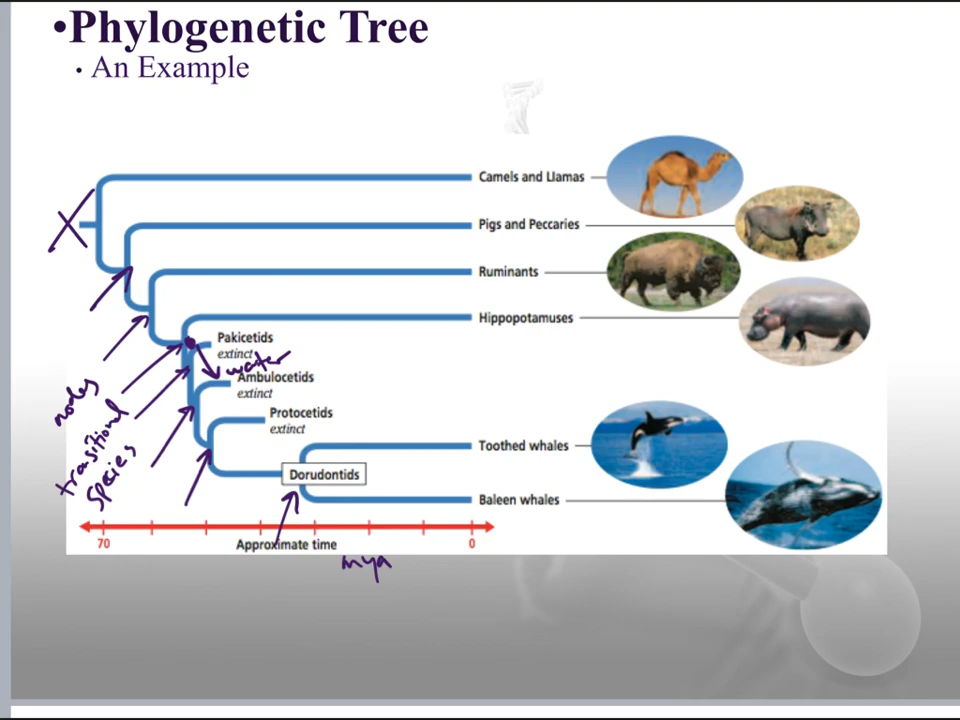 •Phylogenetic Tree
• An Example
Camels and Llamas
Pigs and Peccaries
Ruminants
Hippopotamuses
Pakicetids
extinct
water
Ambulocetids
extinct
nodes
transitional
species
Protocetids
extinct
Toothed whales
Dorudontids
Baleen whales
70
Approximate time
0
mya